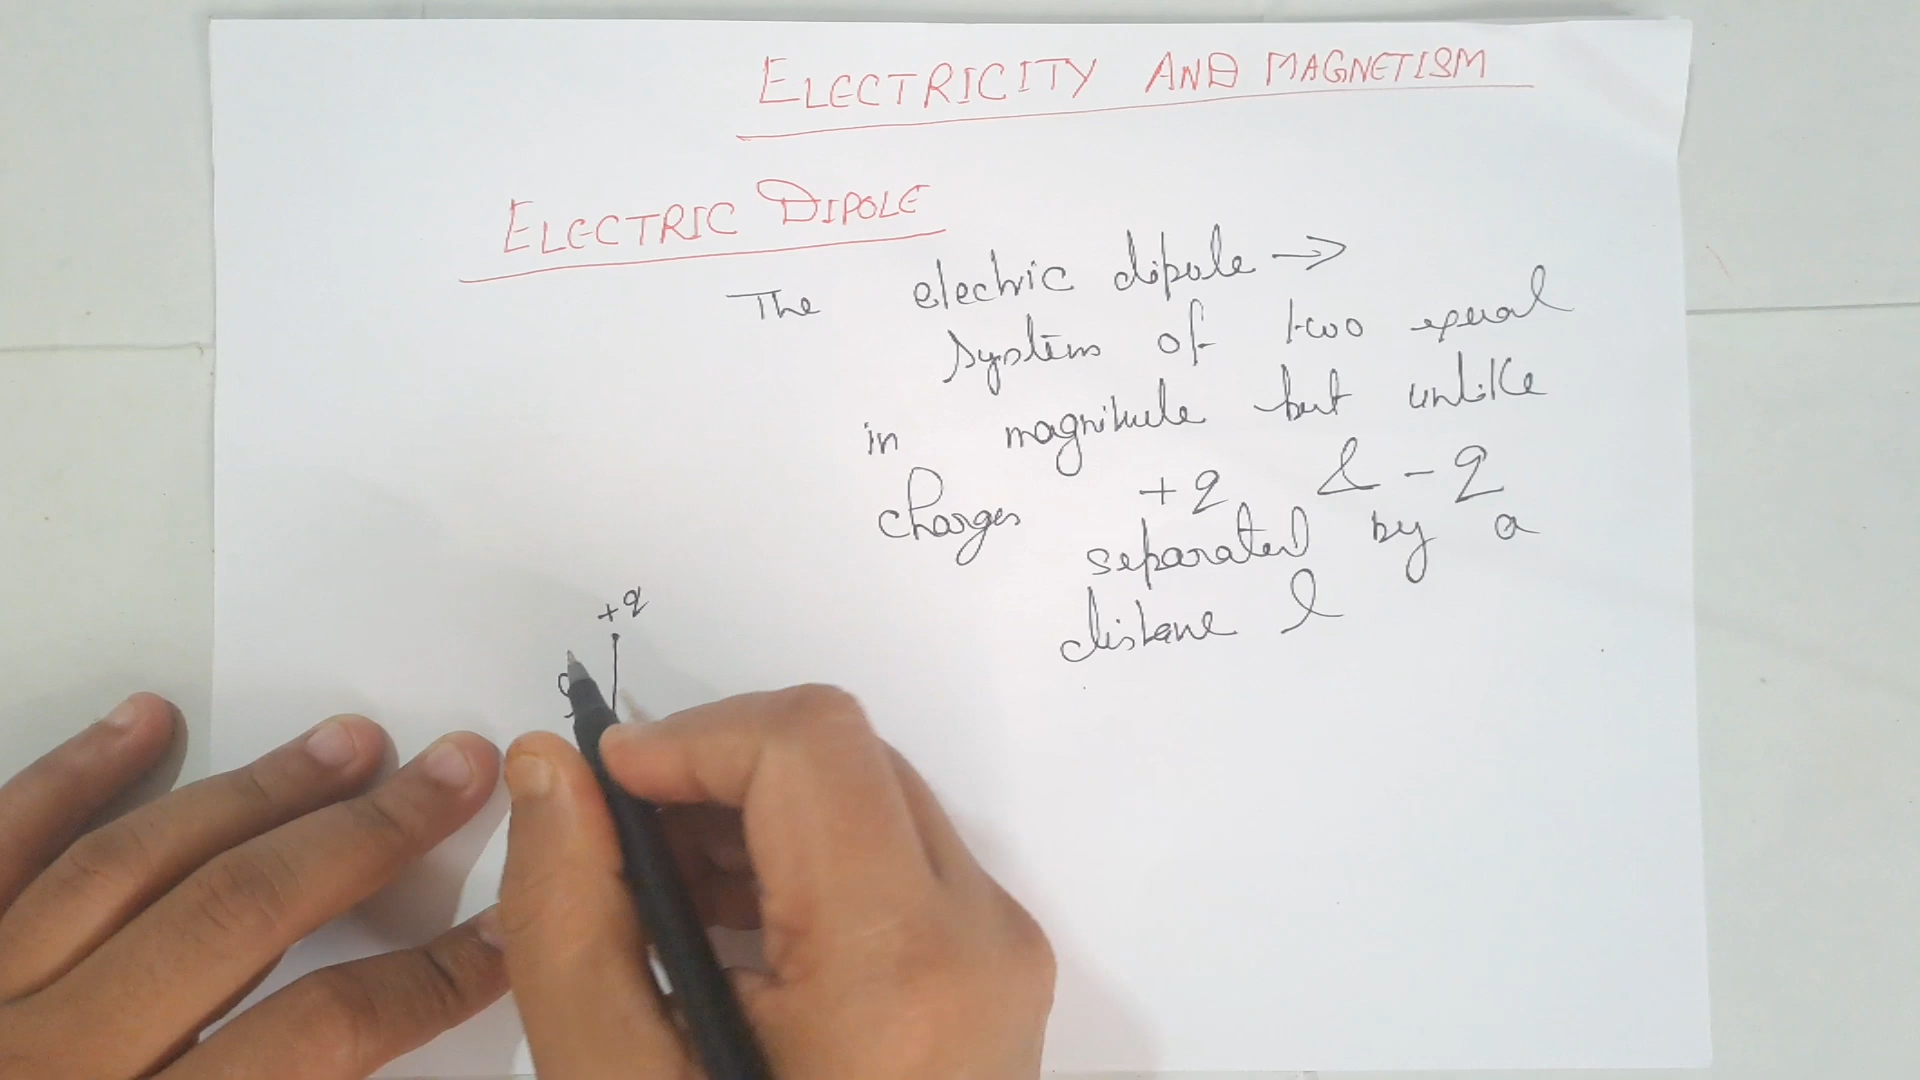 ELECTRICITY AND MAGNETISM
ELECTRIC DIPOLE
The electric dipole →
system of two equal
in magnitude but unlike
charges +q & -q
separated by a
distane l
+q